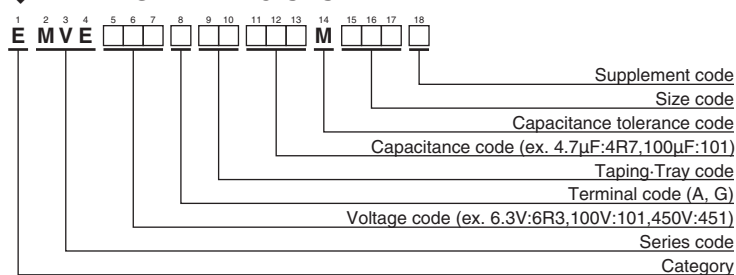 1 2 3 4 5 6 7 8 9 10 11 12 13 14 15 16 17 18
E M V E □□□ □ □□ □□□ M □□□ □
Supplement code
Size code
Capacitance tolerance code
Capacitance code (ex. 4.7µF:4R7,100µF:101)
Taping·Tray code
Terminal code (A, G)
Voltage code (ex. 6.3V:6R3,100V:101,450V:451)
Series code
Category